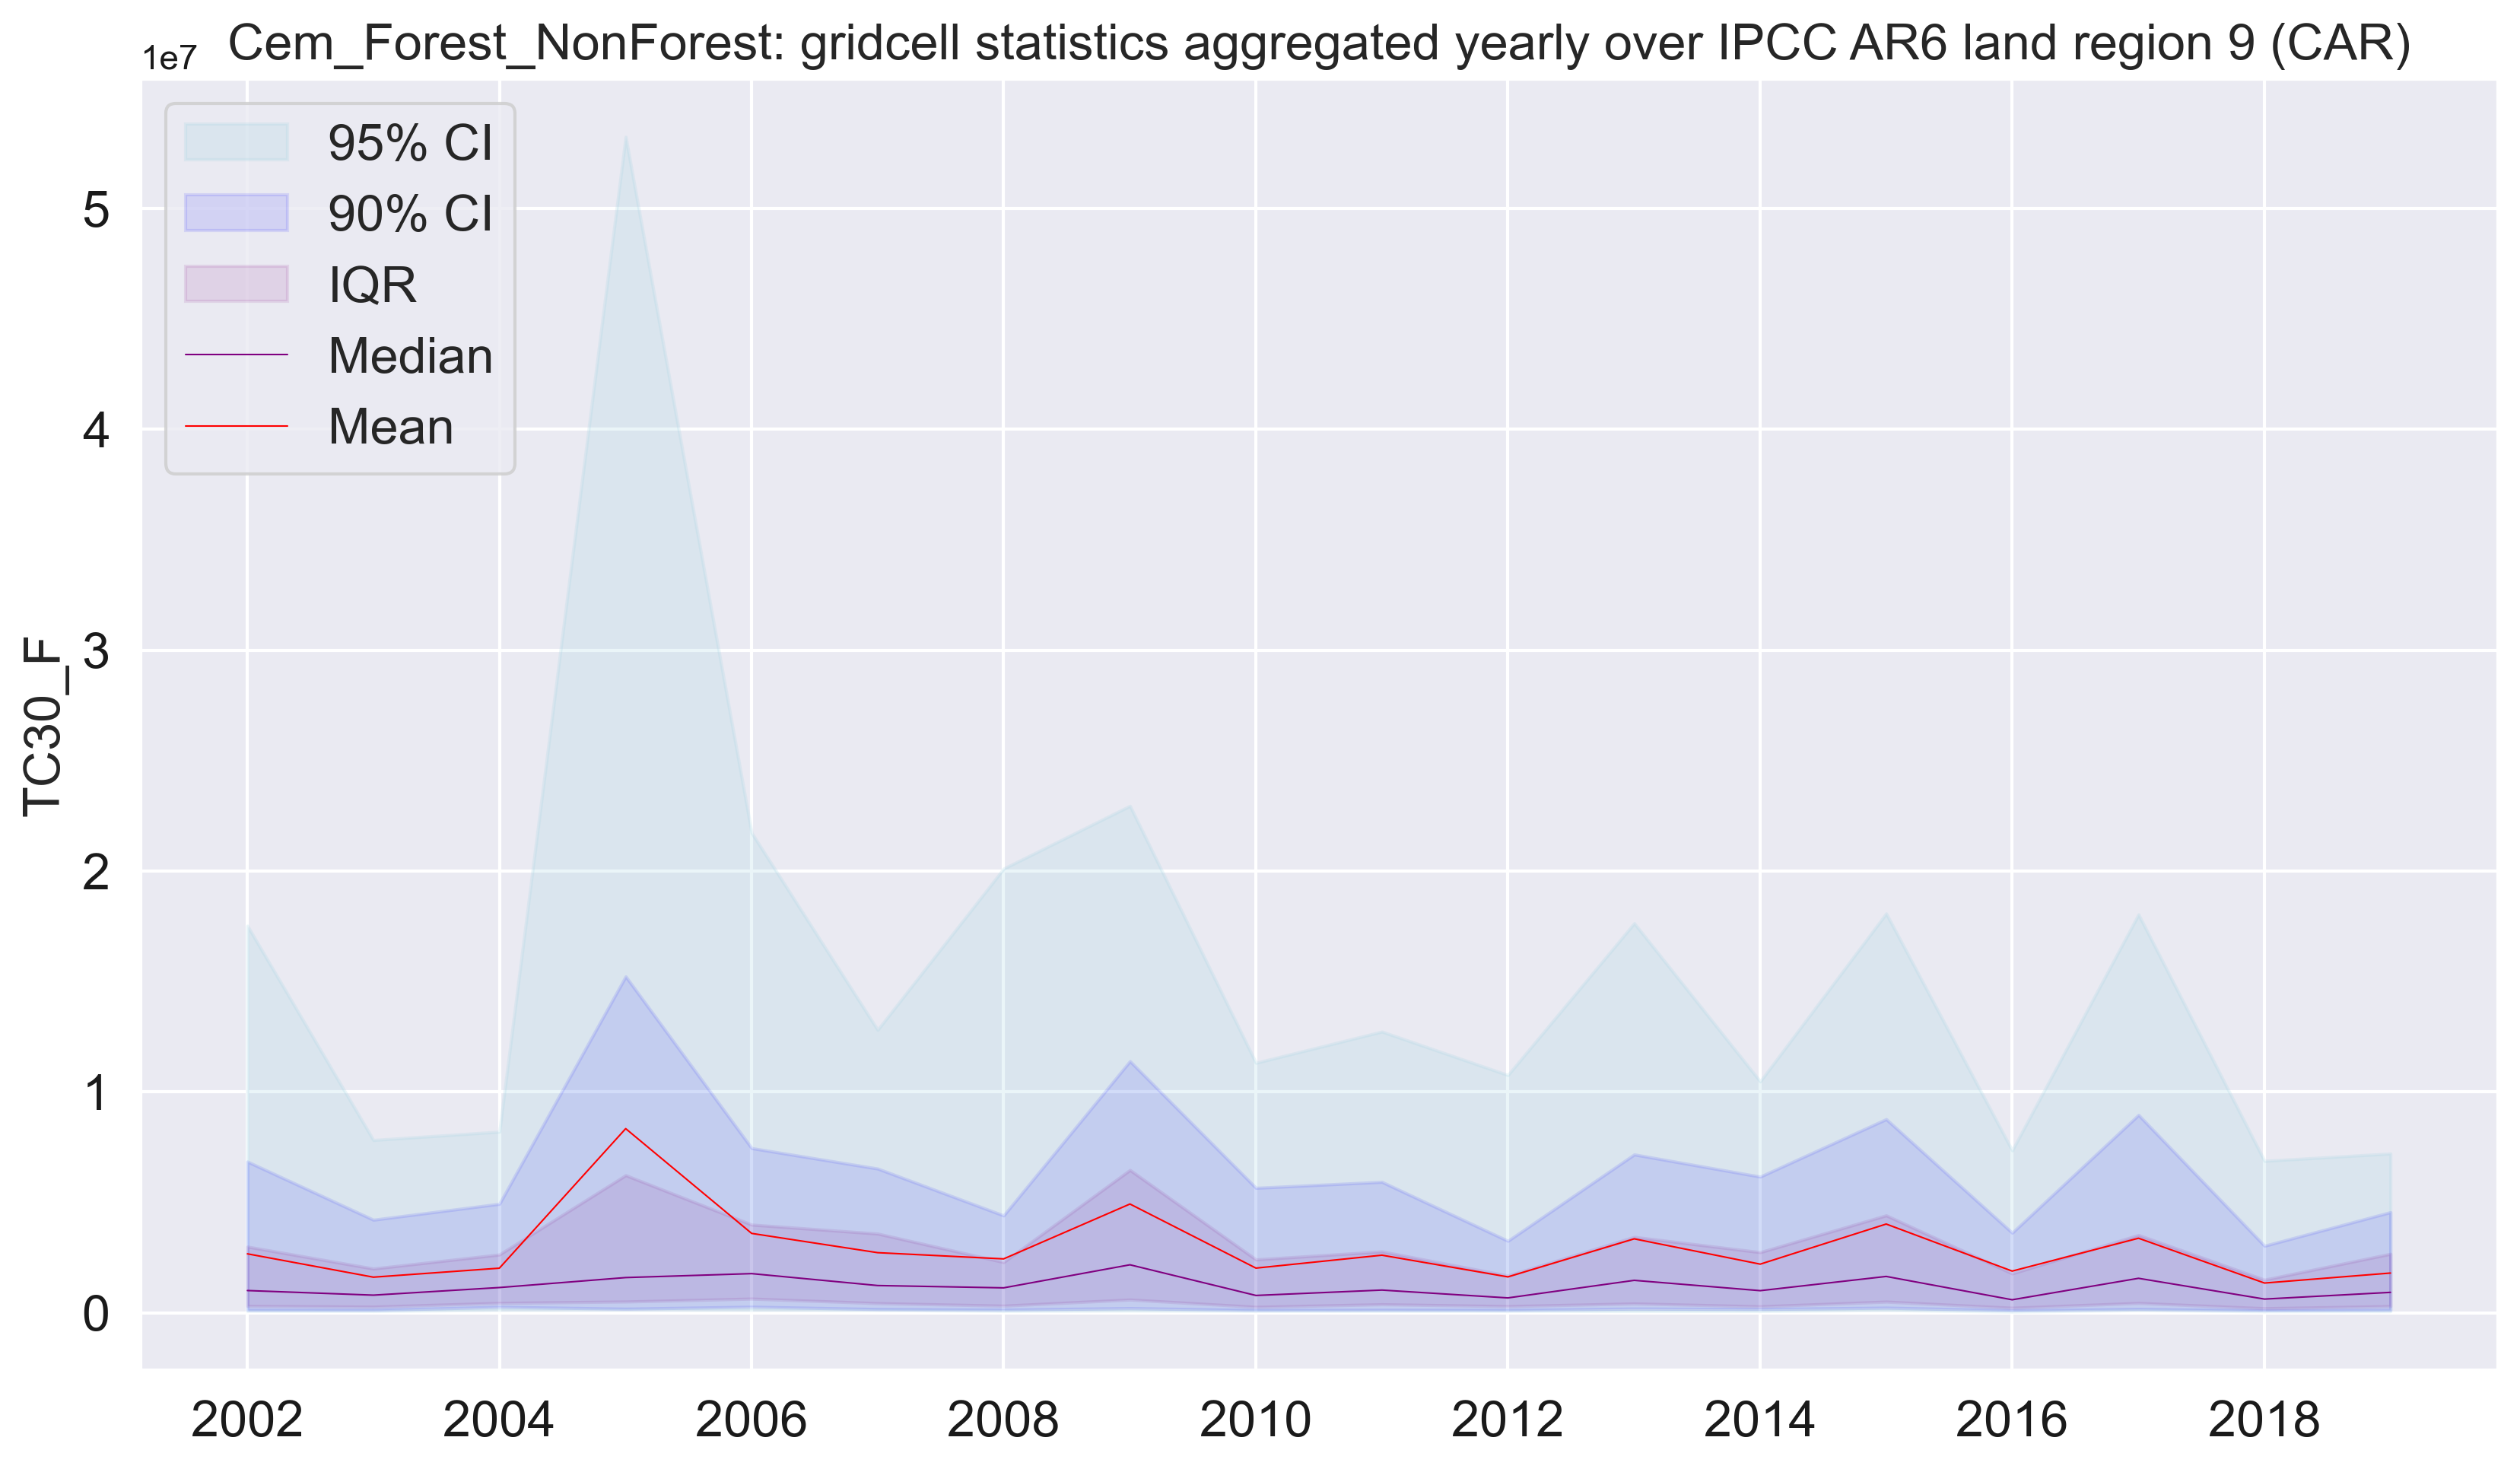 Cem_Forest_NonForest: gridcell statistics aggregated yearly over IPCC AR6 land region 9 (CAR)
1e7
95% CI
90% CI
IQR
Median
Mean
TC30_F
5
4
3
2
1
0
2002 2004 2006 2008 2010 2012 2014 2016 2018